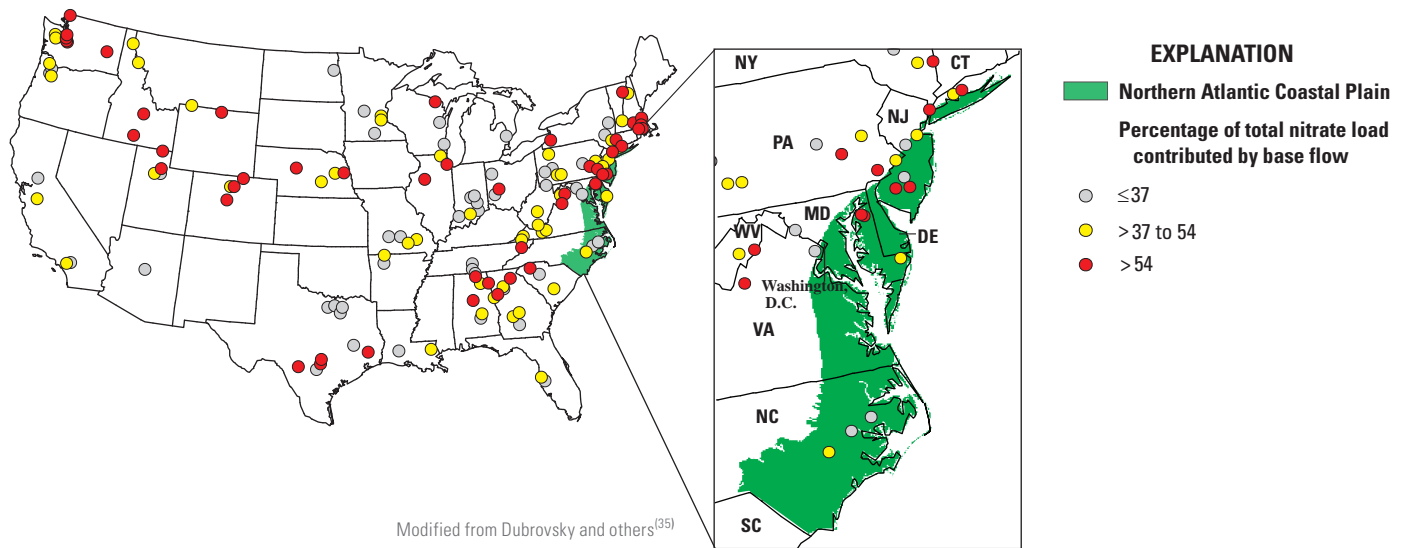 NY
CT
NJ
PA
MD
WV
DE
Washington,
D.C.
VA
NC
SC
EXPLANATION
Northern Atlantic Coastal Plain
Percentage of total nitrate load
contributed by base flow
≤37
>37 to 54
>54
Modified from Dubrovsky and others(35)